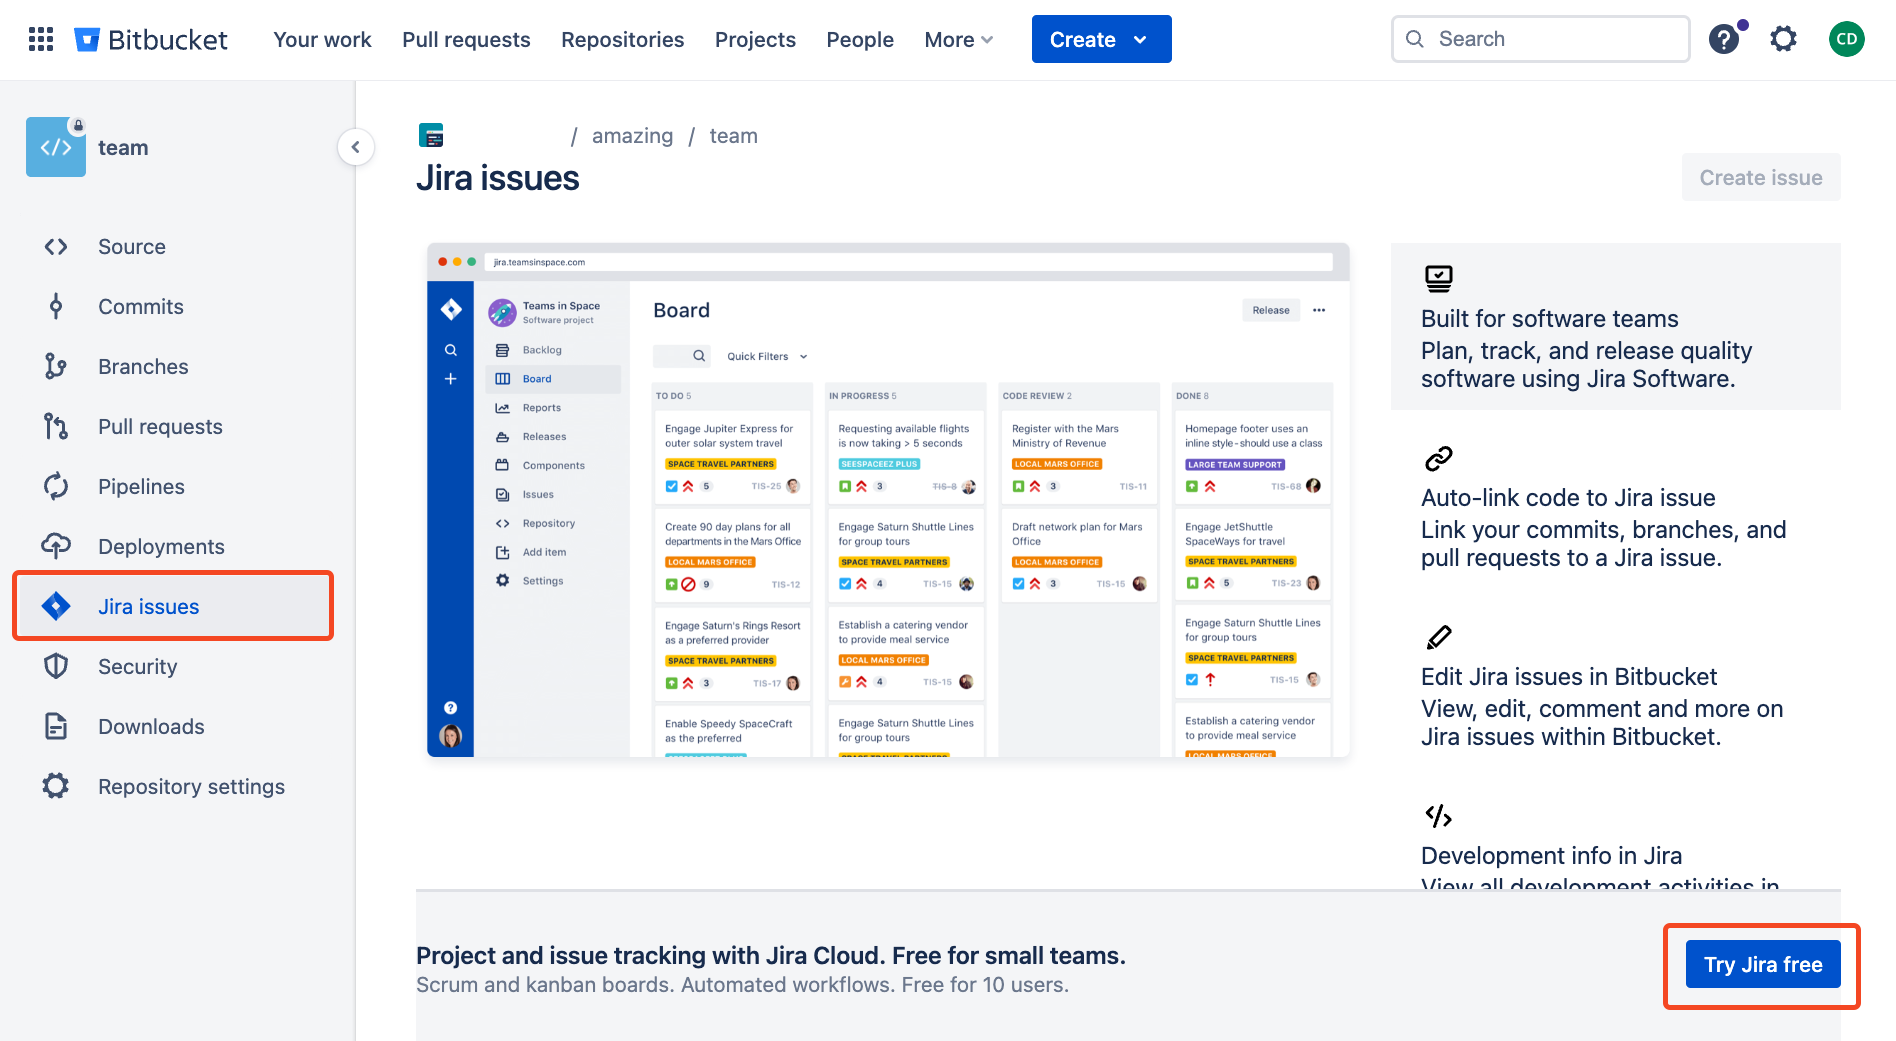 Bitbucket
Your work
Pull requests
Repositories
Projects
People
More
Create
Search
?
CD
team
Source
Commits
Branches
Pull requests
Pipelines
Deployments
Jira issues
Security
Downloads
Repository settings
/ amazing / team
Jira issues
Create issue
jira.teamsinspace.com
Teams in Space
Software project
Backlog
Board
Reports
Releases
Components
Issues
Repository
Add item
Settings
?
Board
Release
Quick Filters
TO DO 5
Engage Jupiter Express for
outer solar system travel
SPACE TRAVEL PARTNERS
5 TIS-25
Create 90 day plans for all
departments in the Mars Office
LOCAL MARS OFFICE
9 TIS-12
Engage Saturn's Rings Resort
as a preferred provider
SPACE TRAVEL PARTNERS
3 TIS-17
Enable Speedy SpaceCraft
as the preferred
IN PROGRESS 5
Requesting available flights
is now taking > 5 seconds
SEESPACEEZ PLUS
3 TIS-8
Engage Saturn Shuttle Lines
for group tours
SPACE TRAVEL PARTNERS
4 TIS-15
Establish a catering vendor
to provide meal service
LOCAL MARS OFFICE
4 TIS-15
Engage Saturn Shuttle Lines
for group tours
SPACE TRAVEL PARTNERS
CODE REVIEW 2
Register with the Mars
Ministry of Revenue
LOCAL MARS OFFICE
3 TIS-11
Draft network plan for Mars
Office
LOCAL MARS OFFICE
3 TIS-15
DONE 8
Homepage footer uses an
inline style-should use a class
LARGE TEAM SUPPORT
TIS-68
Engage JetShuttle
SpaceWays for travel
SPACE TRAVEL PARTNERS
5 TIS-23
Engage Saturn Shuttle Lines
for group tours
SPACE TRAVEL PARTNERS
TIS-15
Establish a catering vendor
to provide meal service
LOCAL MARS OFFICE
Built for software teams
Plan, track, and release quality
software using Jira Software.
Auto-link code to Jira issue
Link your commits, branches, and
pull requests to a Jira issue.
Edit Jira issues in Bitbucket
View, edit, comment and more on
Jira issues within Bitbucket.
Development info in Jira
View all development activities in
Project and issue tracking with Jira Cloud. Free for small teams.
Scrum and kanban boards. Automated workflows. Free for 10 users.
Try Jira free